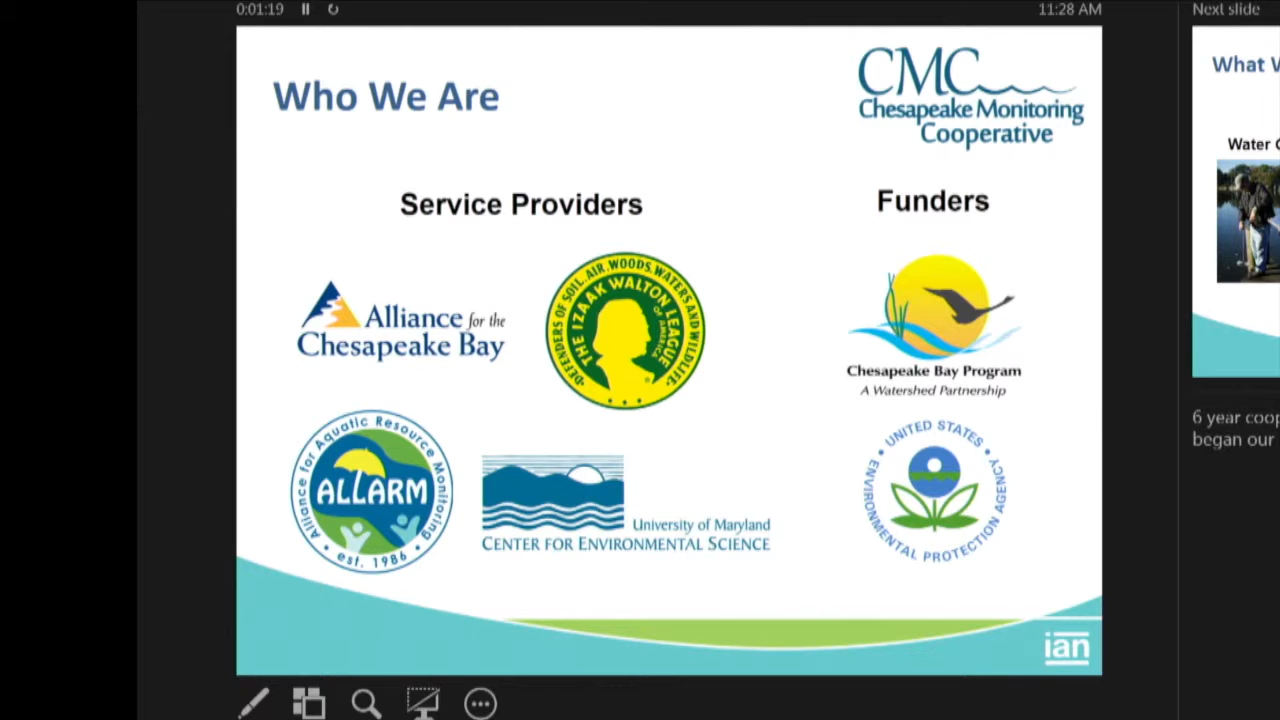 0:01:19
11:28 AM
Next slide
Who We Are
CMC
Chesapeake Monitoring
Cooperative
Service Providers
Funders
Alliance for the
Chesapeake Bay
DEFENDERS OF SOIL, AIR, WOODS, WATERS AND WILDLIFE
THE IZAAK WALTON LEAGUE
OF AMERICA
Chesapeake Bay Program
A Watershed Partnership
Alliance for Aquatic Resource Monitoring
ALLARM
est. 1986
University of Maryland
CENTER FOR ENVIRONMENTAL SCIENCE
UNITED STATES
ENVIRONMENTAL PROTECTION AGENCY
ian
What W
Water
6 year coop
began our